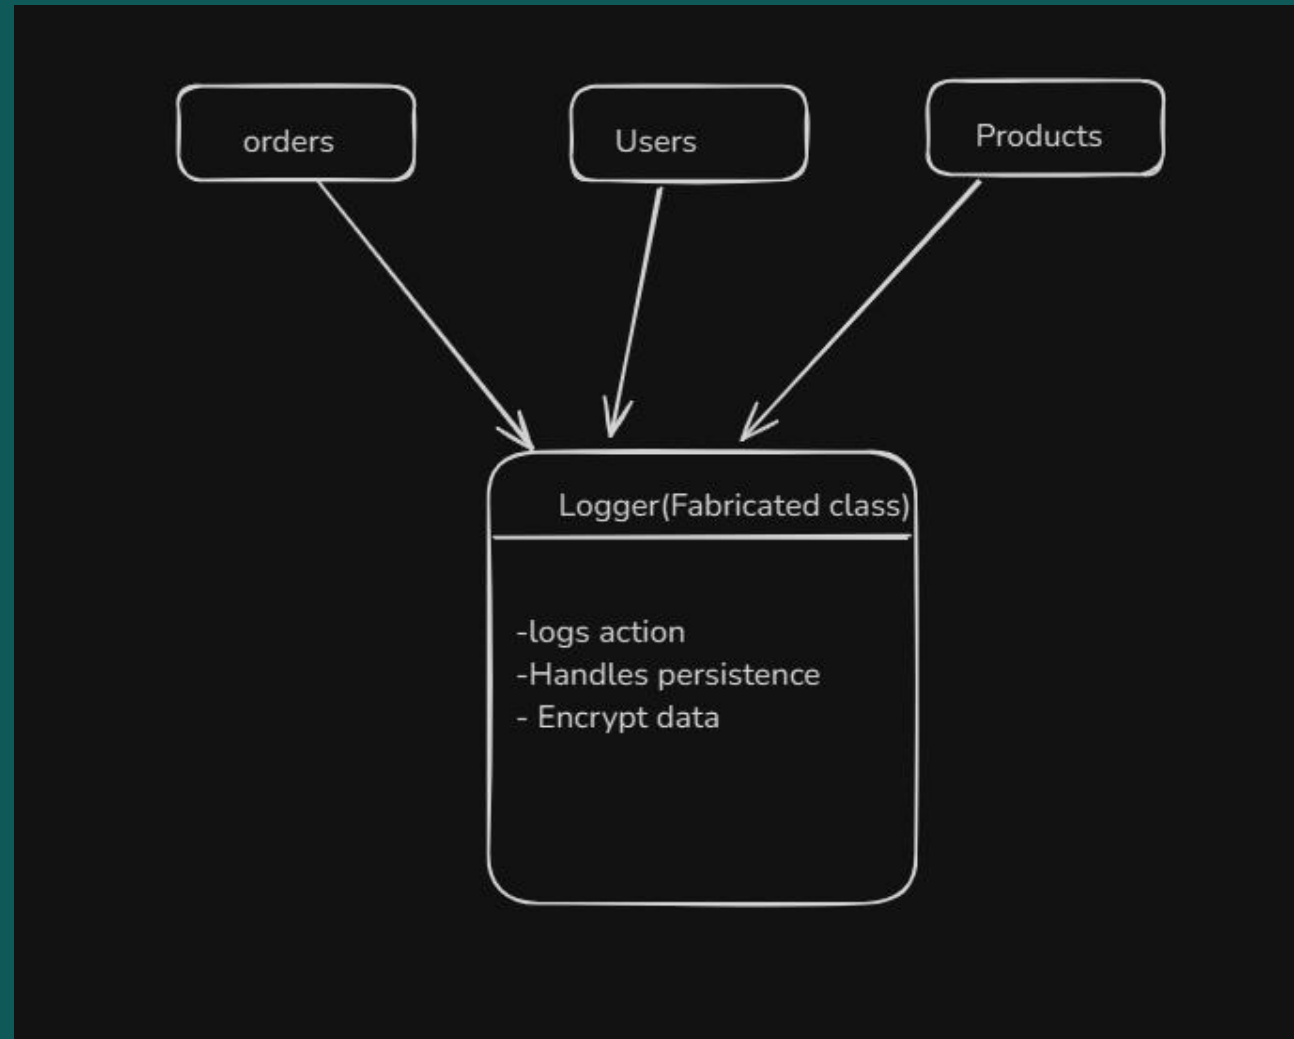 orders
Users
Products
Logger(Fabricated class)
-logs action
-Handles persistence
- Encrypt data